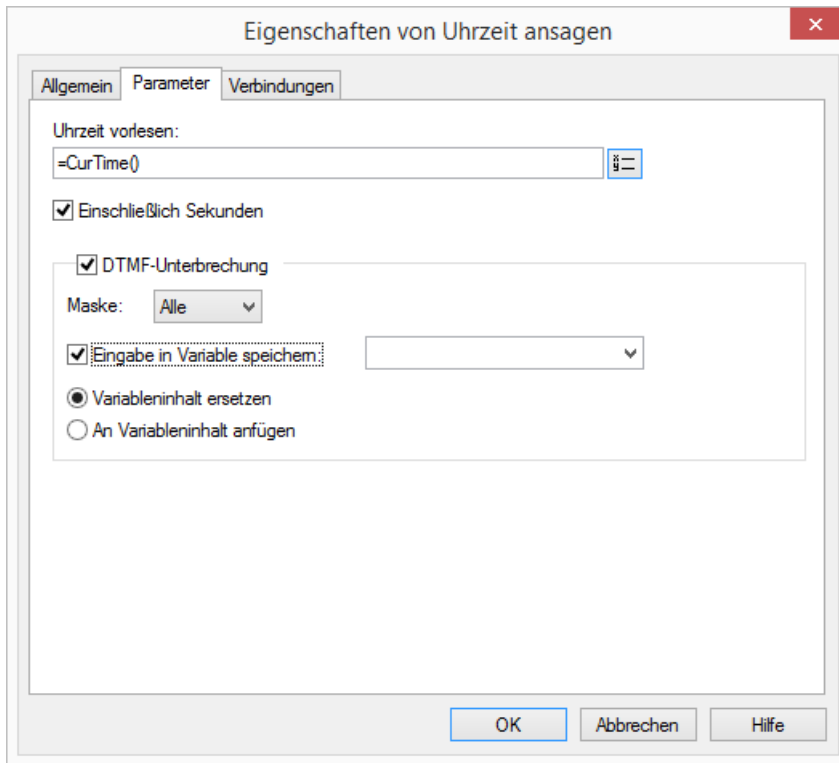 Eigenschaften von Uhrzeit ansagen
Allgemein Parameter Verbindungen
Uhrzeit vorlesen:
=CurTime()
Einschließlich Sekunden
DTMF-Unterbrechung
Maske: Alle
Eingabe in Variable speichern:
Variableninhalt ersetzen
An Variableninhalt anfügen
OK Abbrechen Hilfe